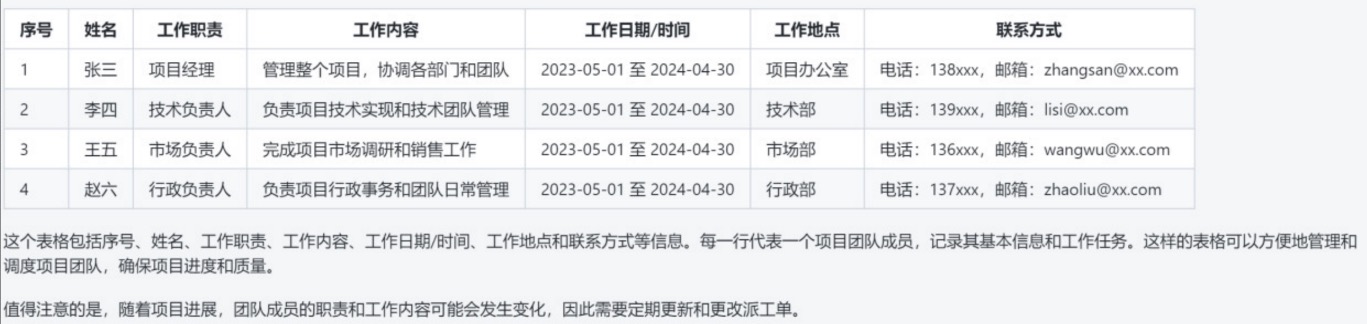 序号 姓名 工作职责 工作内容 工作日期/时间 工作地点 联系方式
1 张三 项目经理 管理整个项目，协调各部门和团队 2023-05-01 至 2024-04-30 项目办公室 电话：138xxx，邮箱：zhangsan@xx.com
2 李四 技术负责人 负责项目技术实现和技术团队管理 2023-05-01 至 2024-04-30 技术部 电话：139xxx，邮箱：lisi@xx.com
3 王五 市场负责人 完成项目市场调研和销售工作 2023-05-01 至 2024-04-30 市场部 电话：136xxx，邮箱：wangwu@xx.com
4 赵六 行政负责人 负责项目行政事务和团队日常管理 2023-05-01 至 2024-04-30 行政部 电话：137xxx，邮箱：zhaoliu@xx.com
这个表格包括序号、姓名、工作职责、工作内容、工作日期/时间、工作地点和联系方式等信息。每一行代表一个项目团队成员，记录其基本信息和工作任务。这样的表格可以方便地管理和
调度项目团队，确保项目进度和质量。
值得注意的是，随着项目进展，团队成员的职责和工作内容可能会发生变化，因此需要定期更新和更改派工单。